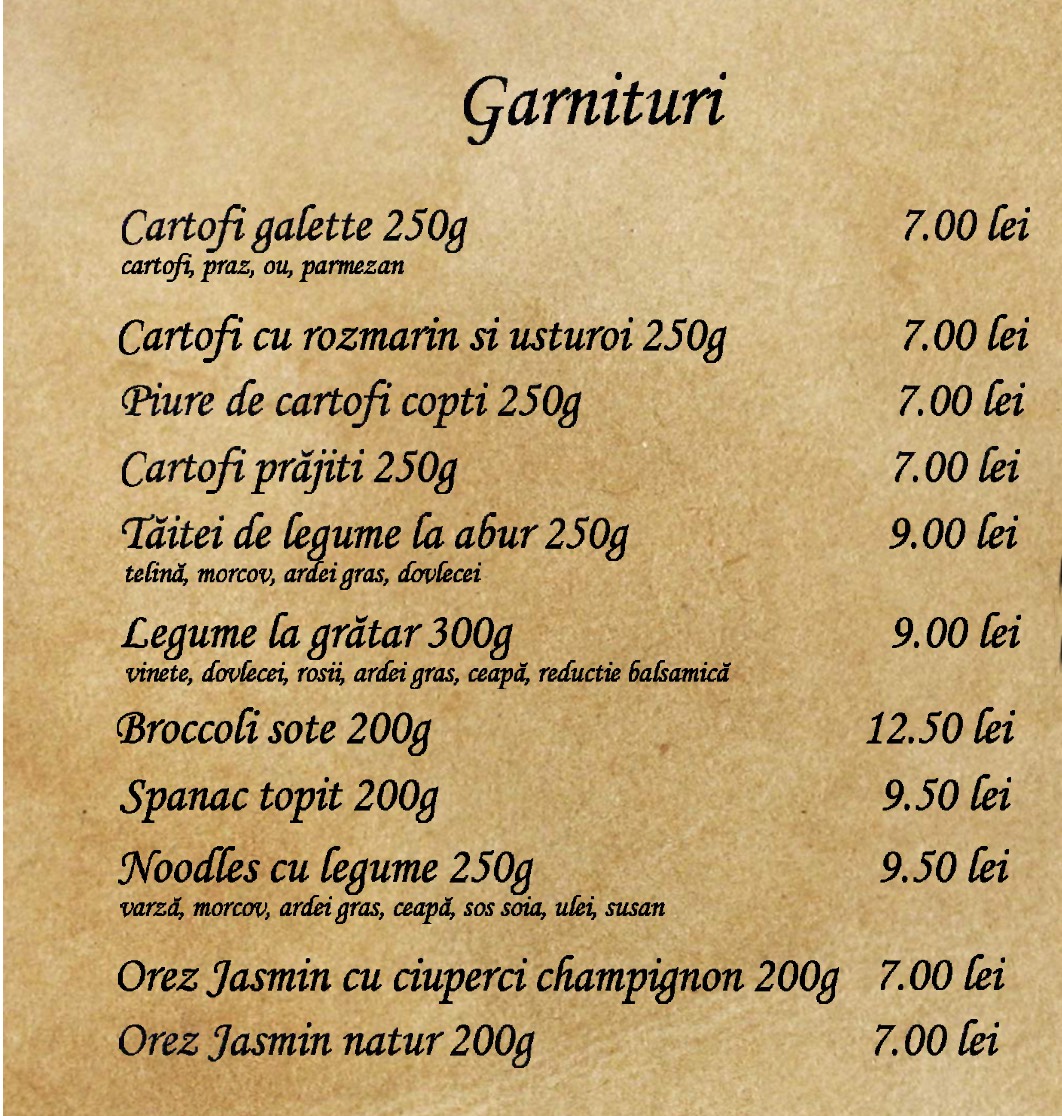 Garnituri
Cartofi galette 250g 7.00 lei
cartofi, praz, ou, parmezan
Cartofi cu rozmarin si usturoi 250g 7.00 lei
Piure de cartofi copti 250g 7.00 lei
Cartofi prăjiti 250g 7.00 lei
Tăitei de legume la abur 250g 9.00 lei
telină, morcov, ardei gras, dovlecei
Legume la grătar 300g 9.00 lei
vinete, dovlecei, rosii, ardei gras, ceapă, reductie balsamică
Broccoli sote 200g 12.50 lei
Spanac topit 200g 9.50 lei
Noodles cu legume 250g 9.50 lei
varză, morcov, ardei gras, ceapă, sos soia, ulei, susan
Orez Jasmin cu ciuperci champignon 200g 7.00 lei
Orez Jasmin natur 200g 7.00 lei